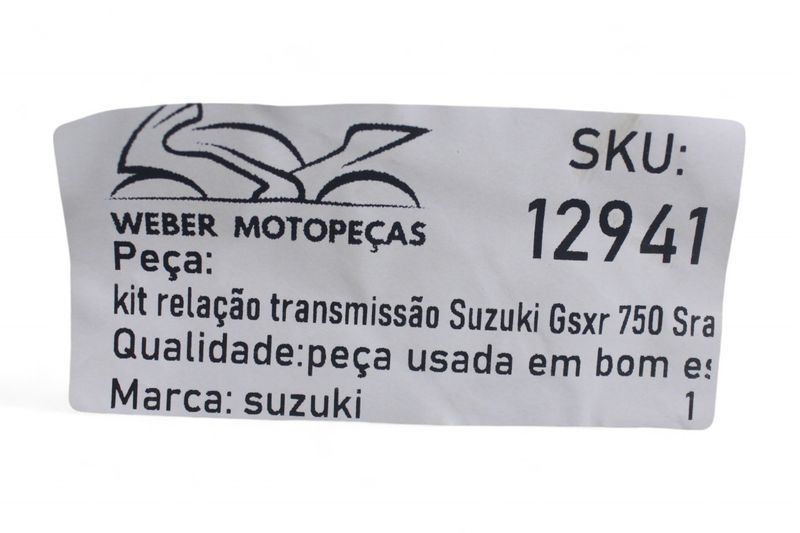 WEBER MOTOPEÇAS
SKU:
12941
Peça:
kit relação transmissão Suzuki Gsxr 750 Sra
Qualidade:peça usada em bom es
Marca: suzuki
1